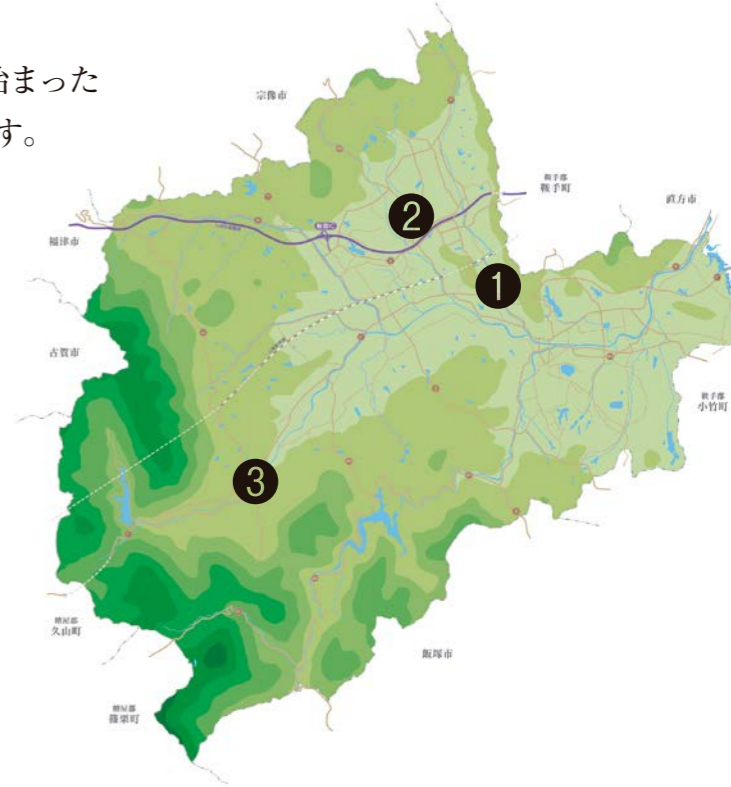 始まった
す。
宗像市
鞍手郡
鞍手町
直方市
福津市
古賀市
鞍手郡
小竹町
糟屋郡
久山町
飯塚市
糟屋郡
篠栗町
2
1
3